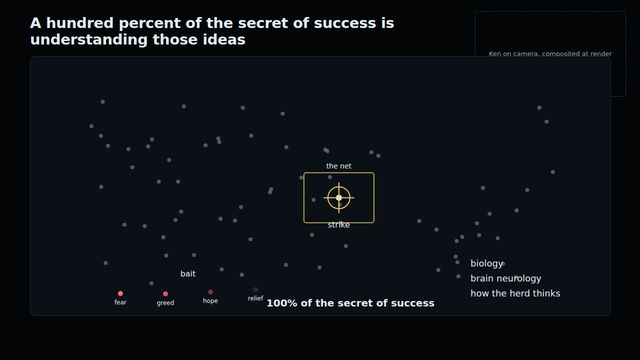 A hundred percent of the secret of success is
understanding those ideas
Ken on camera, composited at render
the net
strike
bait
fear
greed
hope
relief
100% of the secret of success
biology
brain neurology
how the herd thinks